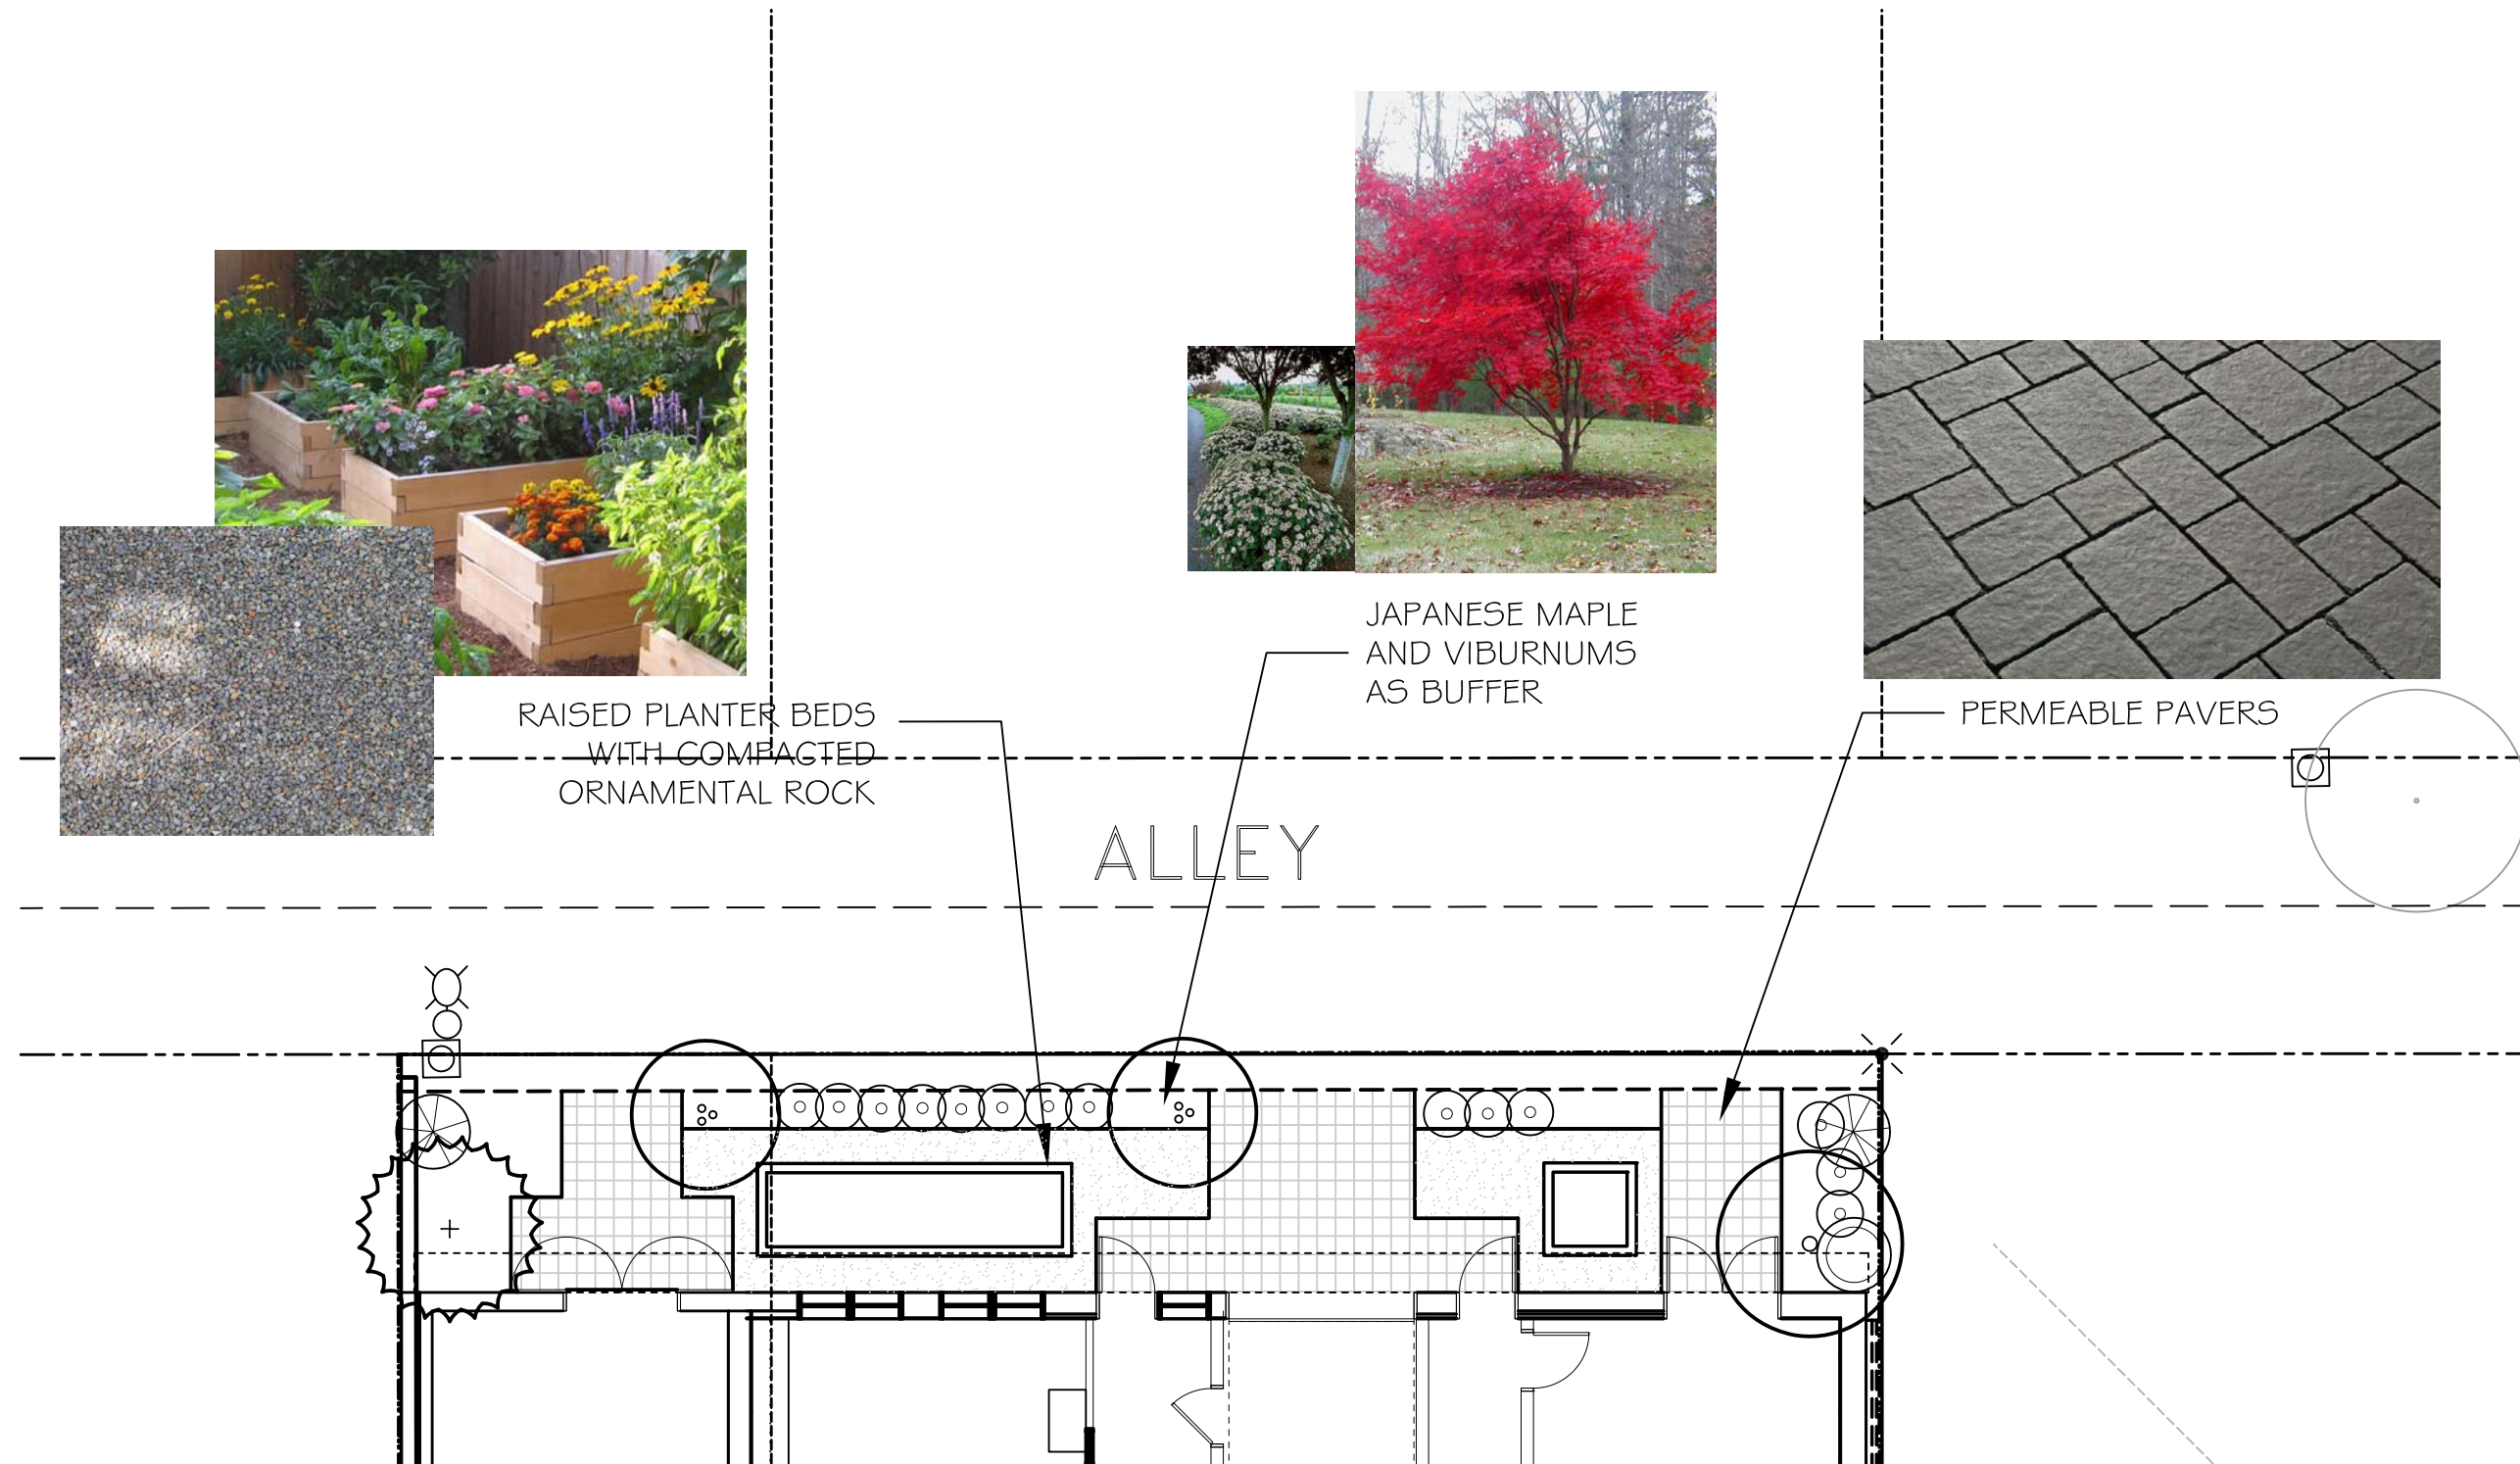 JAPANESE MAPLE
AND VIBURNUMS
AS BUFFER
RAISED PLANTER BEDS
WITH COMPACTED
ORNAMENTAL ROCK
PERMEABLE PAVERS
ALLEY